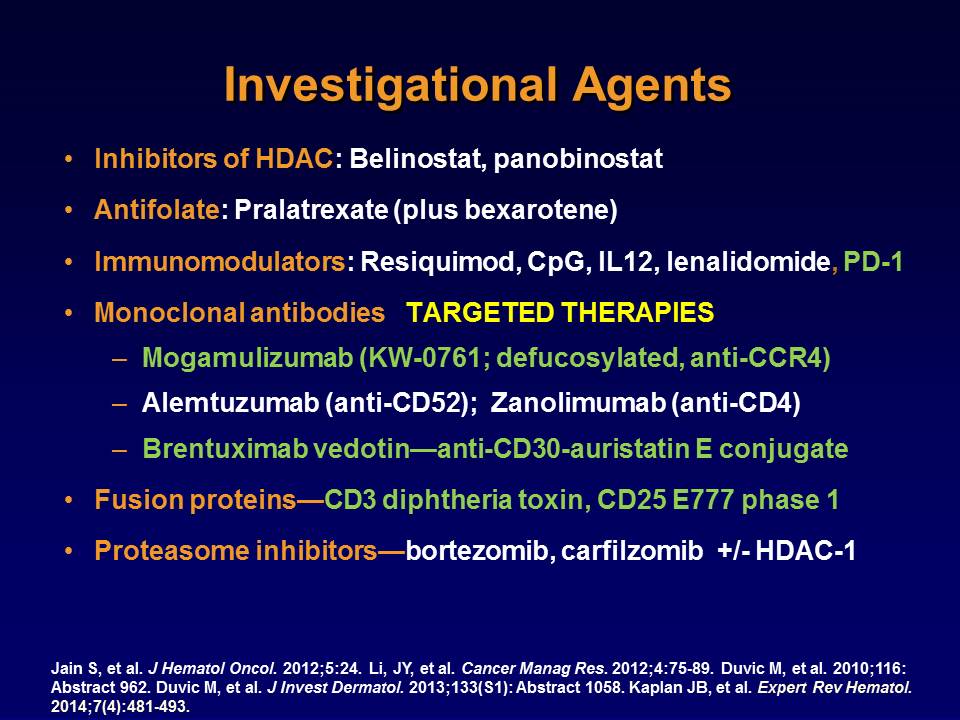 Investigational Agents
• Inhibitors of HDAC: Belinostat, panobinostat
• Antifolate: Pralatrexate (plus bexarotene)
• Immunomodulators: Resiquimod, CpG, IL12, lenalidomide, PD-1
• Monoclonal antibodies TARGETED THERAPIES
– Mogamulizumab (KW-0761; defucosylated, anti-CCR4)
– Alemtuzumab (anti-CD52); Zanolimumab (anti-CD4)
– Brentuximab vedotin—anti-CD30-auristatin E conjugate
• Fusion proteins—CD3 diphtheria toxin, CD25 E777 phase 1
• Proteasome inhibitors—bortezomib, carfilzomib +/- HDAC-1
Jain S, et al. J Hematol Oncol. 2012;5:24. Li, JY, et al. Cancer Manag Res. 2012;4:75-89. Duvic M, et al. 2010;116:
Abstract 962. Duvic M, et al. J Invest Dermatol. 2013;133(S1): Abstract 1058. Kaplan JB, et al. Expert Rev Hematol.
2014;7(4):481-493.